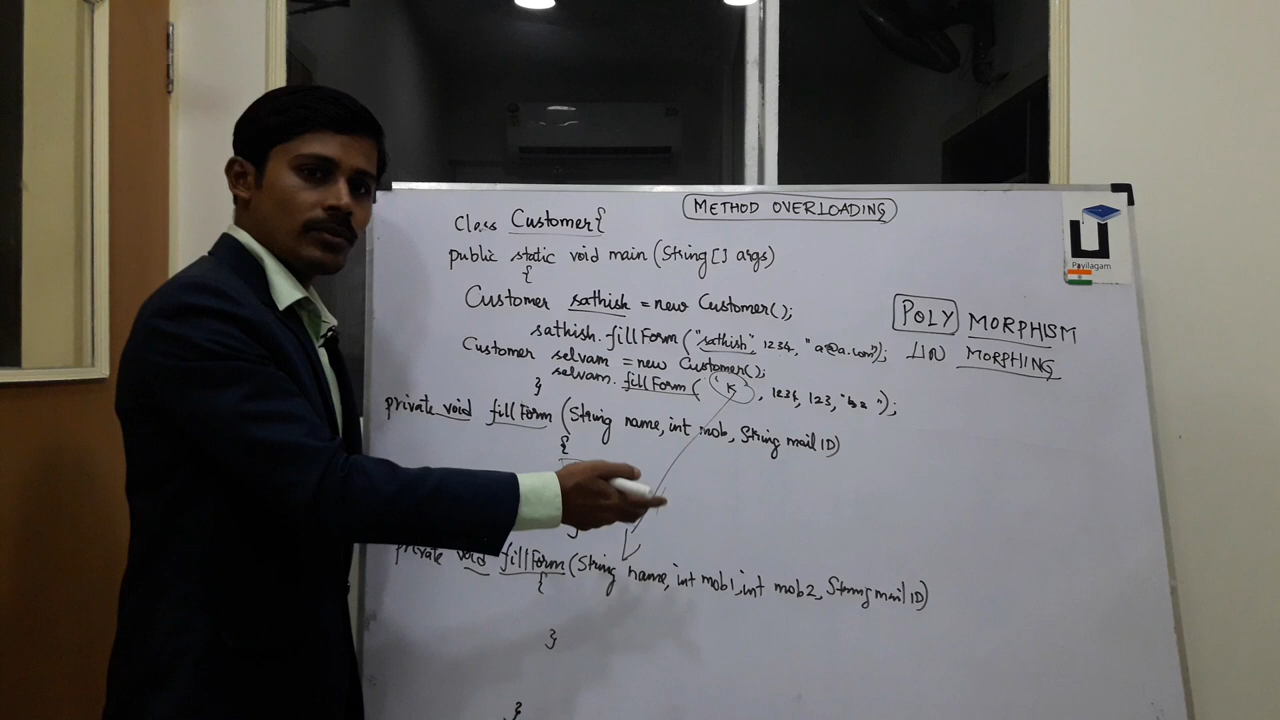 METHOD OVERLOADING
Class Customer{
public static void main (String [] args)
{
Customer sathish = new Customer();
sathish.fillForm ("sathish", 1234, "a@a.com");
Customer selvam = new Customer();
selvam. fillForm ( "K" , 1234, 123, " ");
}
private void fillForm (String name, int mob, String mail ID)
{
}
private void fillForm (String name, int mob1, int mob2, String mail ID)
{
}
}
POLY MORPHISM
MORPHING
Payilagam